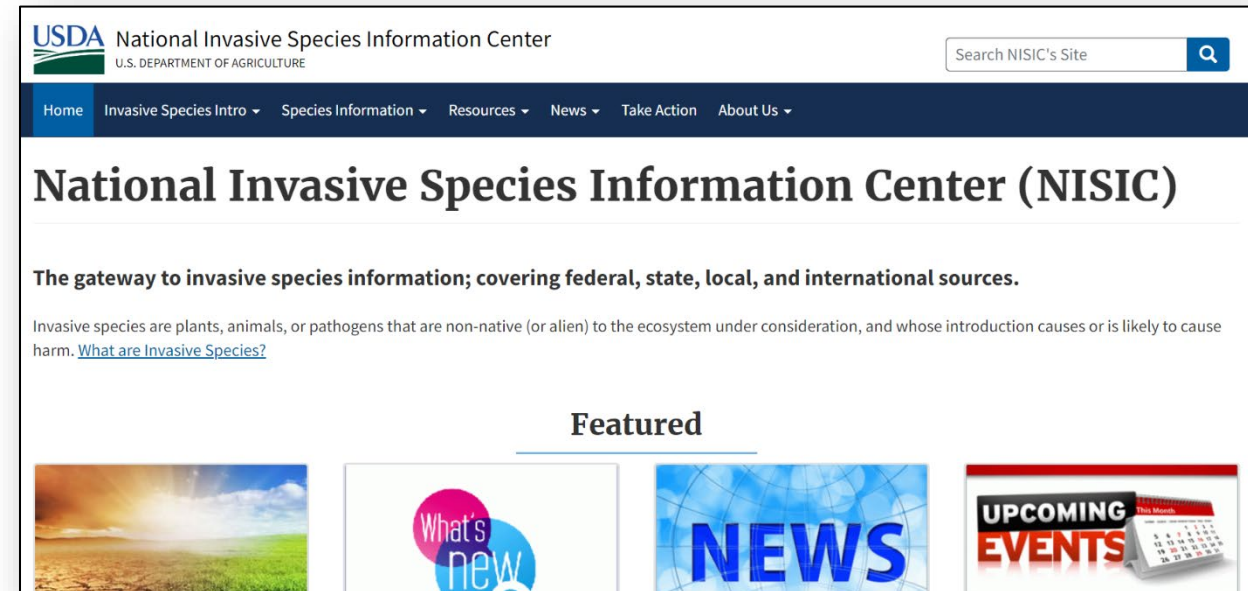 USDA
National Invasive Species Information Center
U.S. DEPARTMENT OF AGRICULTURE
Search NISIC's Site
Home Invasive Species Intro Species Information Resources News Take Action About Us
National Invasive Species Information Center (NISIC)
The gateway to invasive species information; covering federal, state, local, and international sources.
Invasive species are plants, animals, or pathogens that are non-native (or alien) to the ecosystem under consideration, and whose introduction causes or is likely to cause
harm. What are Invasive Species?
Featured
What's
new
NEWS
UPCOMING
EVENTS
This Month